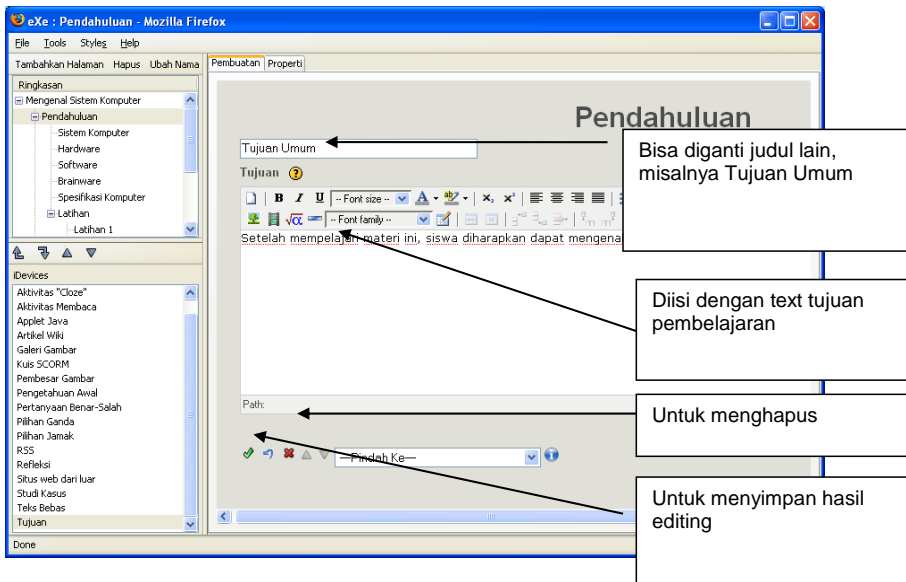 eXe : Pendahuluan - Mozilla Firefox
File Tools Styles Help
Tambahkan Halaman Hapus Ubah Nama
Ringkasan
Mengenal Sistem Komputer
Pendahuluan
Sistem Komputer
Hardware
Software
Brainware
Spesifikasi Komputer
Latihan
Latihan 1
iDevices
Aktivitas "Cloze"
Aktivitas Membaca
Applet Java
Artikel Wiki
Galeri Gambar
Kuis SCORM
Pembesar Gambar
Pengetahuan Awal
Pertanyaan Benar-Salah
Pilihan Ganda
Pilihan Jamak
RSS
Refleksi
Situs web dari luar
Studi Kasus
Teks Bebas
Tujuan
Done
Pembuatan Properti
Pendahuluan
Tujuan Umum
Tujuan
B I U -- Font size -- A ab x, x²
-- Font family --
Setelah mempelajari materi ini, siswa diharapkan dapat mengena
Path:
—Pindah Ke—
Bisa diganti judul lain,
misalnya Tujuan Umum
Diisi dengan text tujuan
pembelajaran
Untuk menghapus
Untuk menyimpan hasil
editing